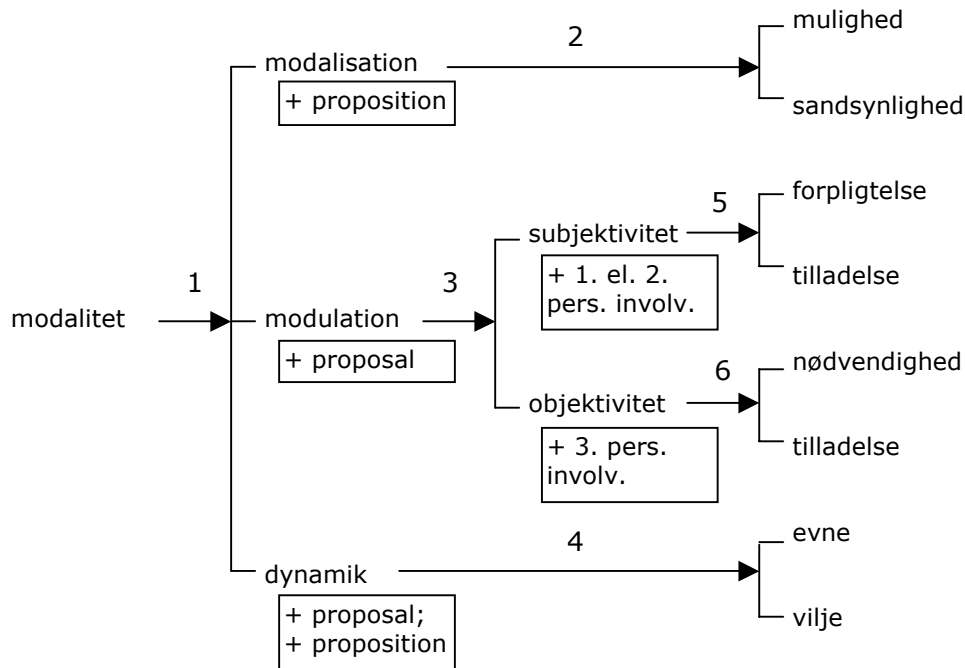 modalitet
1
modalisation
+ proposition
2
mulighed
sandsynlighed
modulation
+ proposal
3
subjektivitet
+ 1. el. 2.
pers. involv.
5
forpligtelse
tilladelse
objektivitet
+ 3. pers.
involv.
6
nødvendighed
tilladelse
dynamik
+ proposal;
+ proposition
4
evne
vilje